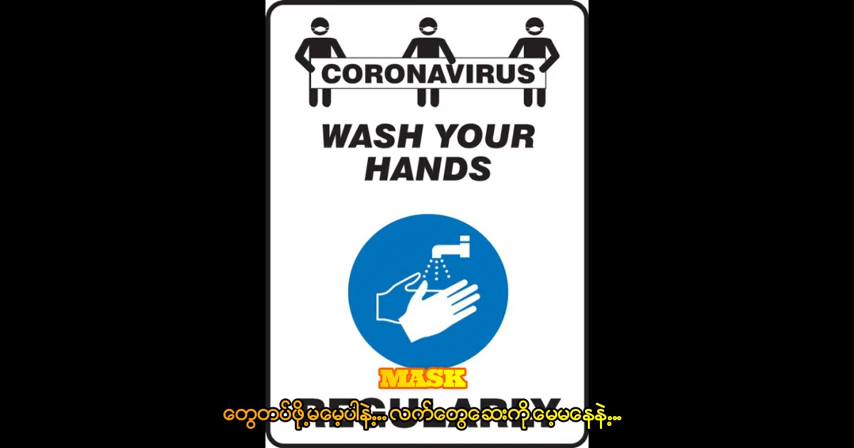 CORONAVIRUS
WASH YOUR
HANDS
MASK
တွေတပ်ဖို့မမေ့ပါနဲ့... လက်တွေဆေးကိုမေ့မနေနဲ့...
REGULARLY